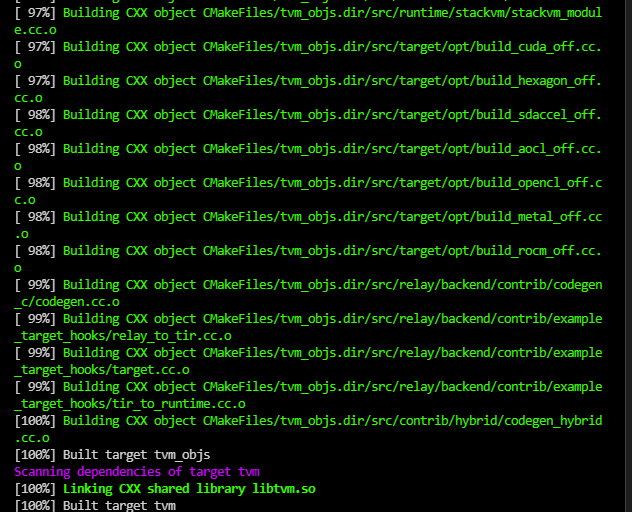 [ 97%] Building CXX object CMakeFiles/tvm_objs.dir/src/runtime/stackvm/stackvm_modul
e.cc.o
[ 97%] Building CXX object CMakeFiles/tvm_objs.dir/src/target/opt/build_cuda_off.cc.
o
[ 97%] Building CXX object CMakeFiles/tvm_objs.dir/src/target/opt/build_hexagon_off.
cc.o
[ 98%] Building CXX object CMakeFiles/tvm_objs.dir/src/target/opt/build_sdaccel_off.
cc.o
[ 98%] Building CXX object CMakeFiles/tvm_objs.dir/src/target/opt/build_aocl_off.cc.
o
[ 98%] Building CXX object CMakeFiles/tvm_objs.dir/src/target/opt/build_opencl_off.c
c.o
[ 98%] Building CXX object CMakeFiles/tvm_objs.dir/src/target/opt/build_metal_off.cc
.o
[ 98%] Building CXX object CMakeFiles/tvm_objs.dir/src/target/opt/build_rocm_off.cc.
o
[ 99%] Building CXX object CMakeFiles/tvm_objs.dir/src/relay/backend/contrib/codegen
_c/codegen.cc.o
[ 99%] Building CXX object CMakeFiles/tvm_objs.dir/src/relay/backend/contrib/example
_target_hooks/relay_to_tir.cc.o
[ 99%] Building CXX object CMakeFiles/tvm_objs.dir/src/relay/backend/contrib/example
_target_hooks/target.cc.o
[ 99%] Building CXX object CMakeFiles/tvm_objs.dir/src/relay/backend/contrib/example
_target_hooks/tir_to_runtime.cc.o
[100%] Building CXX object CMakeFiles/tvm_objs.dir/src/contrib/hybrid/codegen_hybrid
.cc.o
[100%] Built target tvm_objs
Scanning dependencies of target tvm
[100%] Linking CXX shared library libtvm.so
[100%] Built target tvm